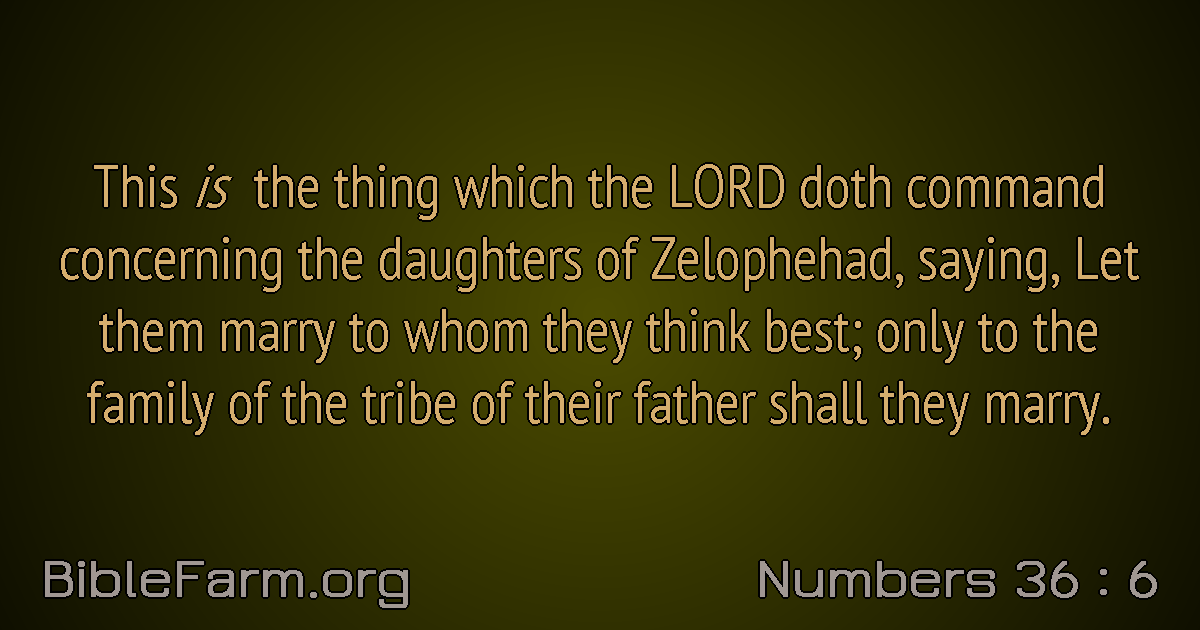 This is the thing which the LORD doth command
concerning the daughters of Zelophehad, saying, Let
them marry to whom they think best; only to the
family of the tribe of their father shall they marry.
BibleFarm.org
Numbers 36 : 6